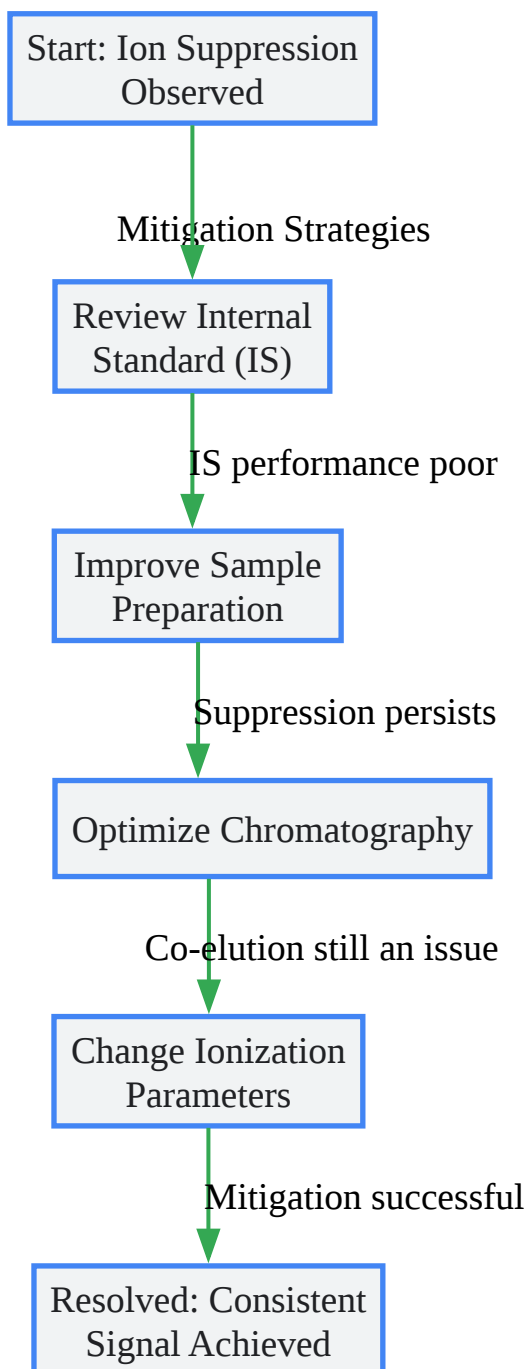 Start: Ion Suppression
Observed
Mitigation Strategies
Review Internal
Standard (IS)
IS performance poor
Improve Sample
Preparation
Suppression persists
Optimize Chromatography
Co-elution still an issue
Change Ionization
Parameters
Mitigation successful
Resolved: Consistent
Signal Achieved